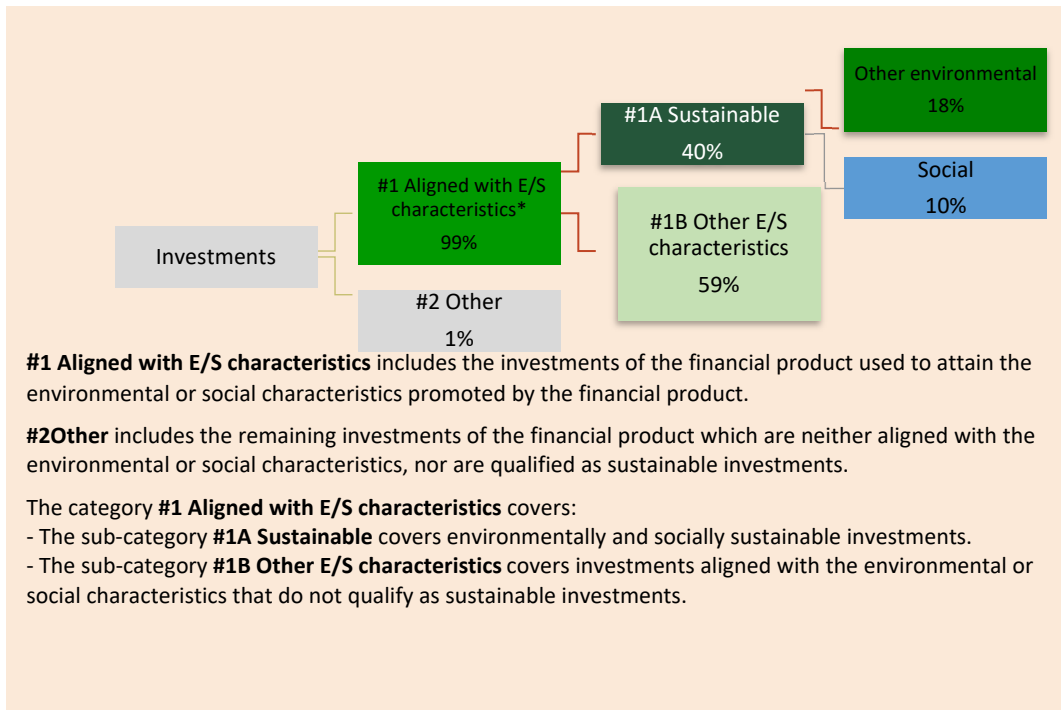 Investments
#1 Aligned with E/S
characteristics*
99%
#2 Other
1%
#1A Sustainable
40%
#1B Other E/S
characteristics
59%
Other environmental
18%
Social
10%
#1 Aligned with E/S characteristics includes the investments of the financial product used to attain the
environmental or social characteristics promoted by the financial product.
#2Other includes the remaining investments of the financial product which are neither aligned with the
environmental or social characteristics, nor are qualified as sustainable investments.
The category #1 Aligned with E/S characteristics covers:
- The sub-category #1A Sustainable covers environmentally and socially sustainable investments.
- The sub-category #1B Other E/S characteristics covers investments aligned with the environmental or
social characteristics that do not qualify as sustainable investments.